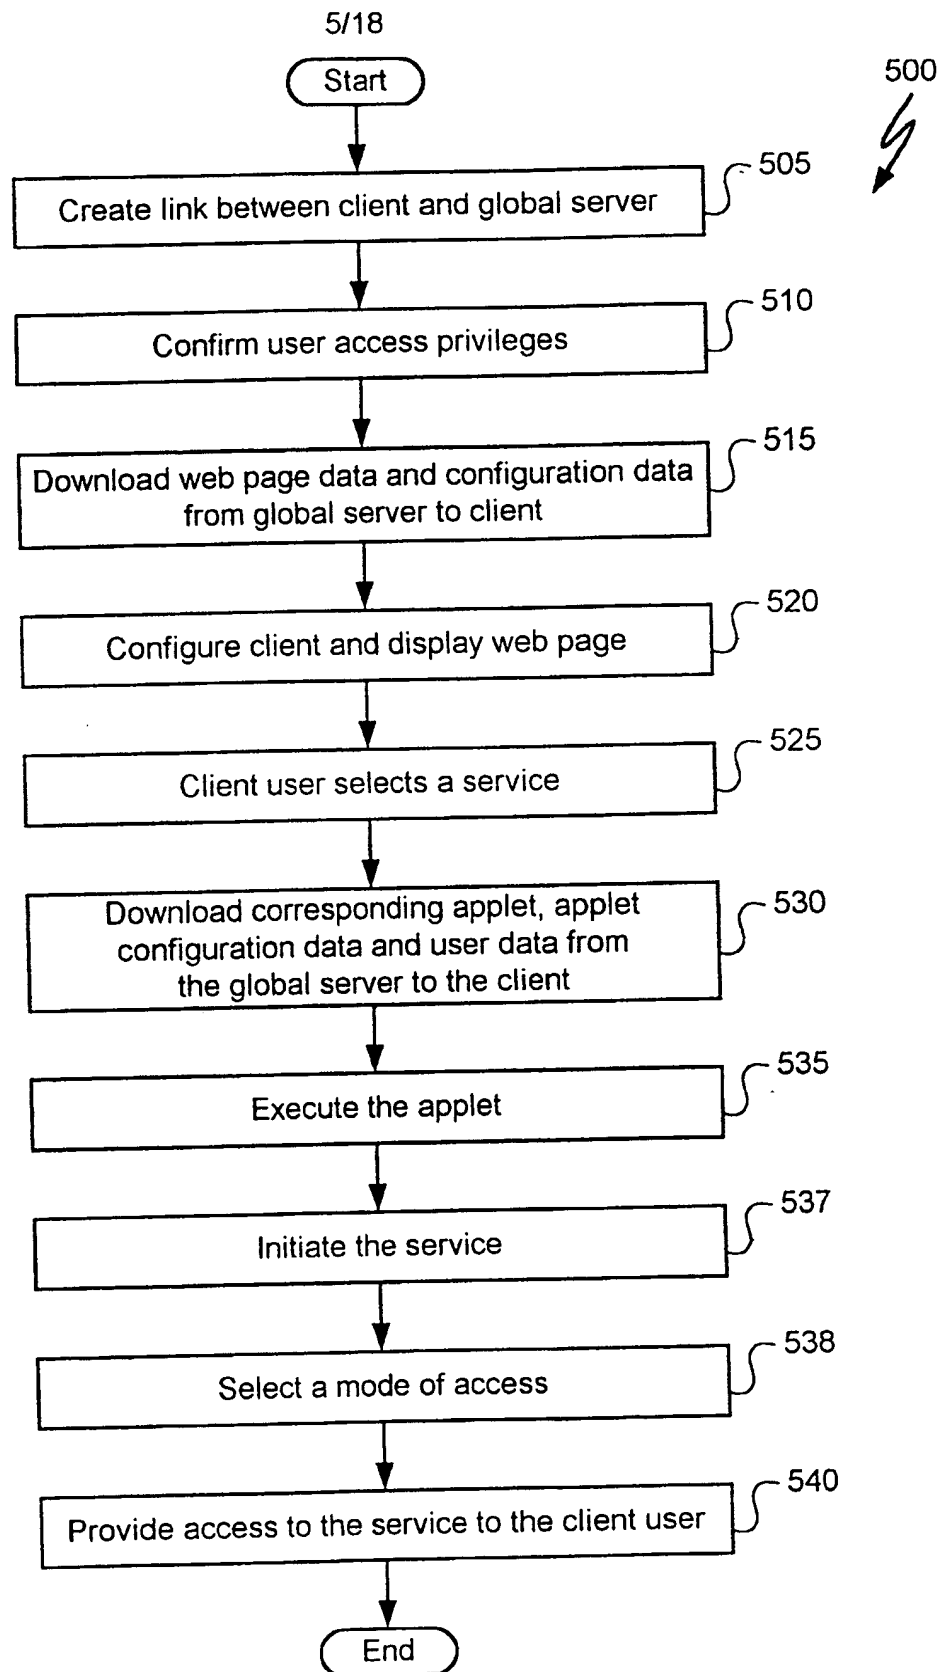 5/18
Start
500
505
Create link between client and global server
510
Confirm user access privileges
515
Download web page data and configuration data
from global server to client
520
Configure client and display web page
525
Client user selects a service
530
Download corresponding applet, applet
configuration data and user data from
the global server to the client
535
Execute the applet
537
Initiate the service
538
Select a mode of access
540
Provide access to the service to the client user
End